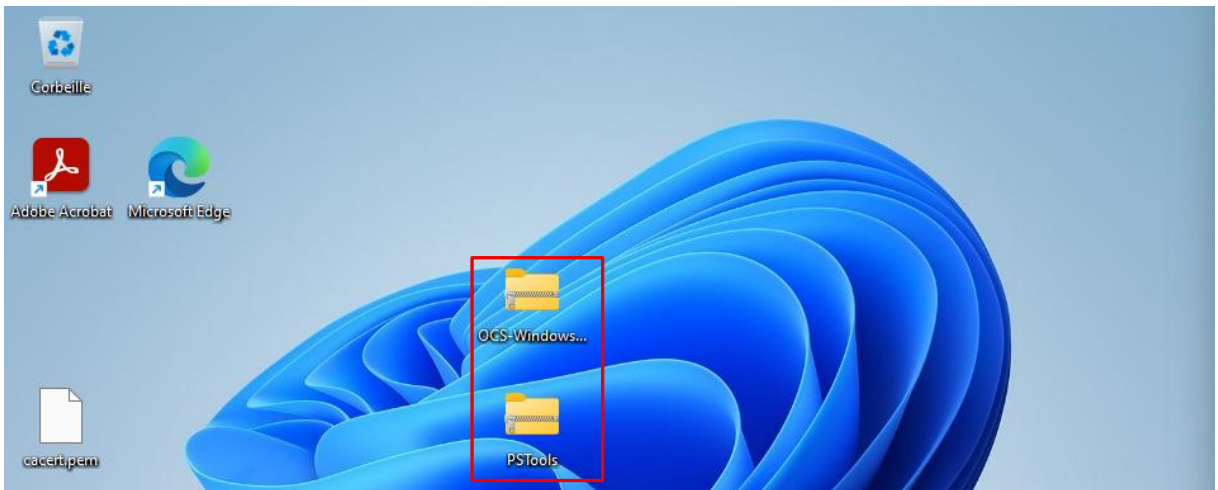 Corbeille
Adobe Acrobat
Microsoft Edge
OCS-Windows...
PSTools
cacert.pem